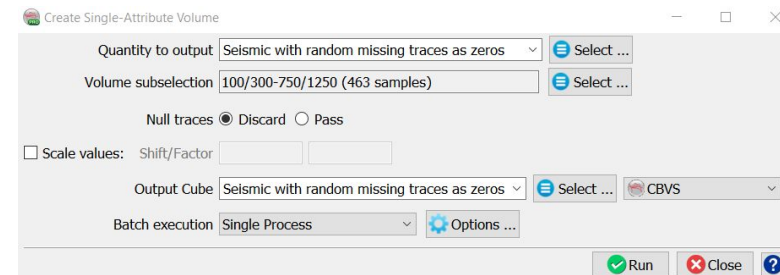 Create Single-Attribute Volume
Quantity to output Seismic with random missing traces as zeros Select ...
Volume subselection 100/300-750/1250 (463 samples) Select ...
Null traces Discard Pass
Scale values: Shift/Factor
Output Cube Seismic with random missing traces as zeros Select ... CBVS
Batch execution Single Process Options ...
Run Close ?